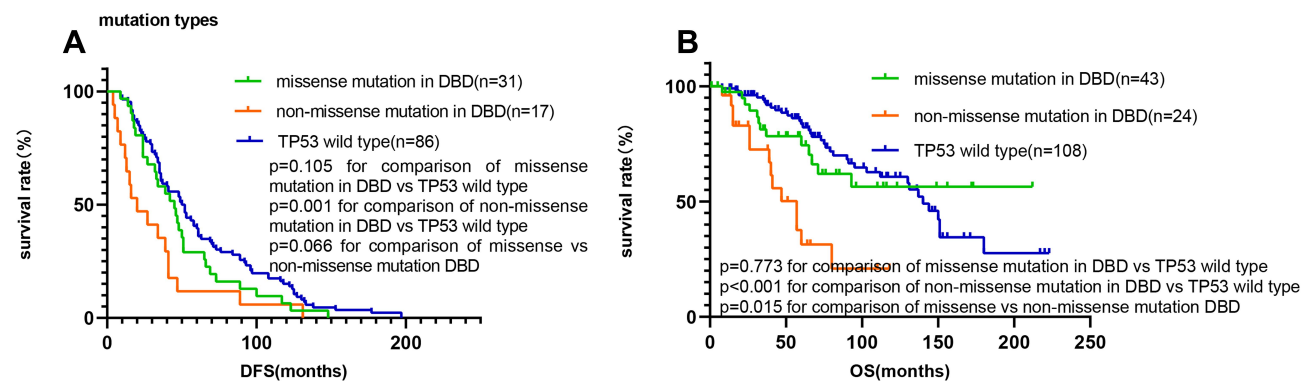 mutation types
A
missense mutation in DBD(n=31)
non-missense mutation in DBD(n=17)
TP53 wild type(n=86)
p=0.105 for comparison of missense
mutation in DBD vs TP53 wild type
p=0.001 for comparison of non-missense
mutation in DBD vs TP53 wild type
p=0.066 for comparison of missense vs
non-missense mutation DBD
survival rate(%)
100
50
0
0 100 200
DFS(months)
B
missense mutation in DBD(n=43)
non-missense mutation in DBD(n=24)
TP53 wild type(n=108)
p=0.773 for comparison of missense mutation in DBD vs TP53 wild type
p<0.001 for comparison of non-missense mutation in DBD vs TP53 wild type
p=0.015 for comparison of missense vs non-missense mutation DBD
survival rate(%)
100
50
0
0 50 100 150 200 250
OS(months)